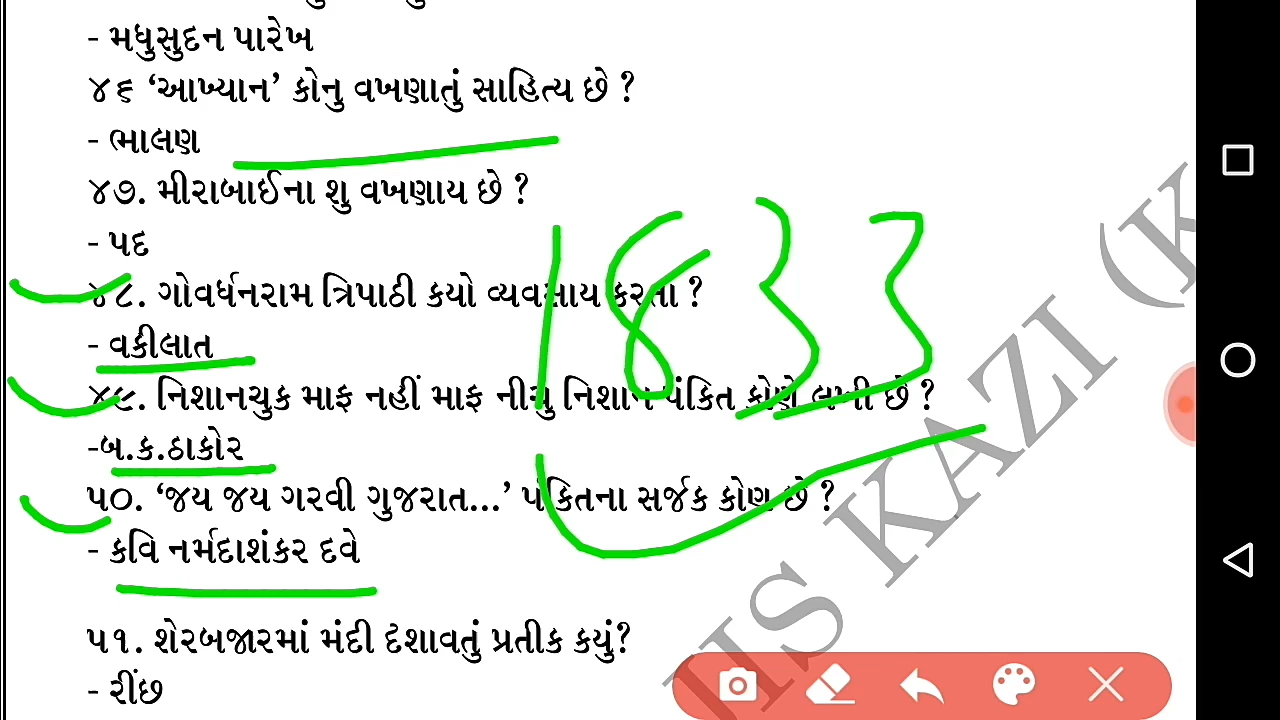 - મધુસુદન પારેખ
૪૬ ‘આખ્યાન’ કોનુ વખણાતું સાહિત્ય છે ?
- ભાલણ
૪૭. મીરાબાઈના શુ વખણાય છે ?
- પદ
૪૮. ગોવર્ધનરામ ત્રિપાઠી કયો વ્યવસાય કરતા ?
- વકીલાત
૪૯. નિશાનચુક માફ નહીં માફ નીચુ નિશાન પંકિત કોણે લખી છે ?
-બ.ક.ઠાકોર
૫૦. ‘જય જય ગરવી ગુજરાત...’ પંકિતના સર્જક કોણ છે ?
- કવિ નર્મદાશંકર દવે
૫૧. શેરબજારમાં મંદી દશાવતું પ્રતીક કયું?
- રીંછ
1833
KAZI (K